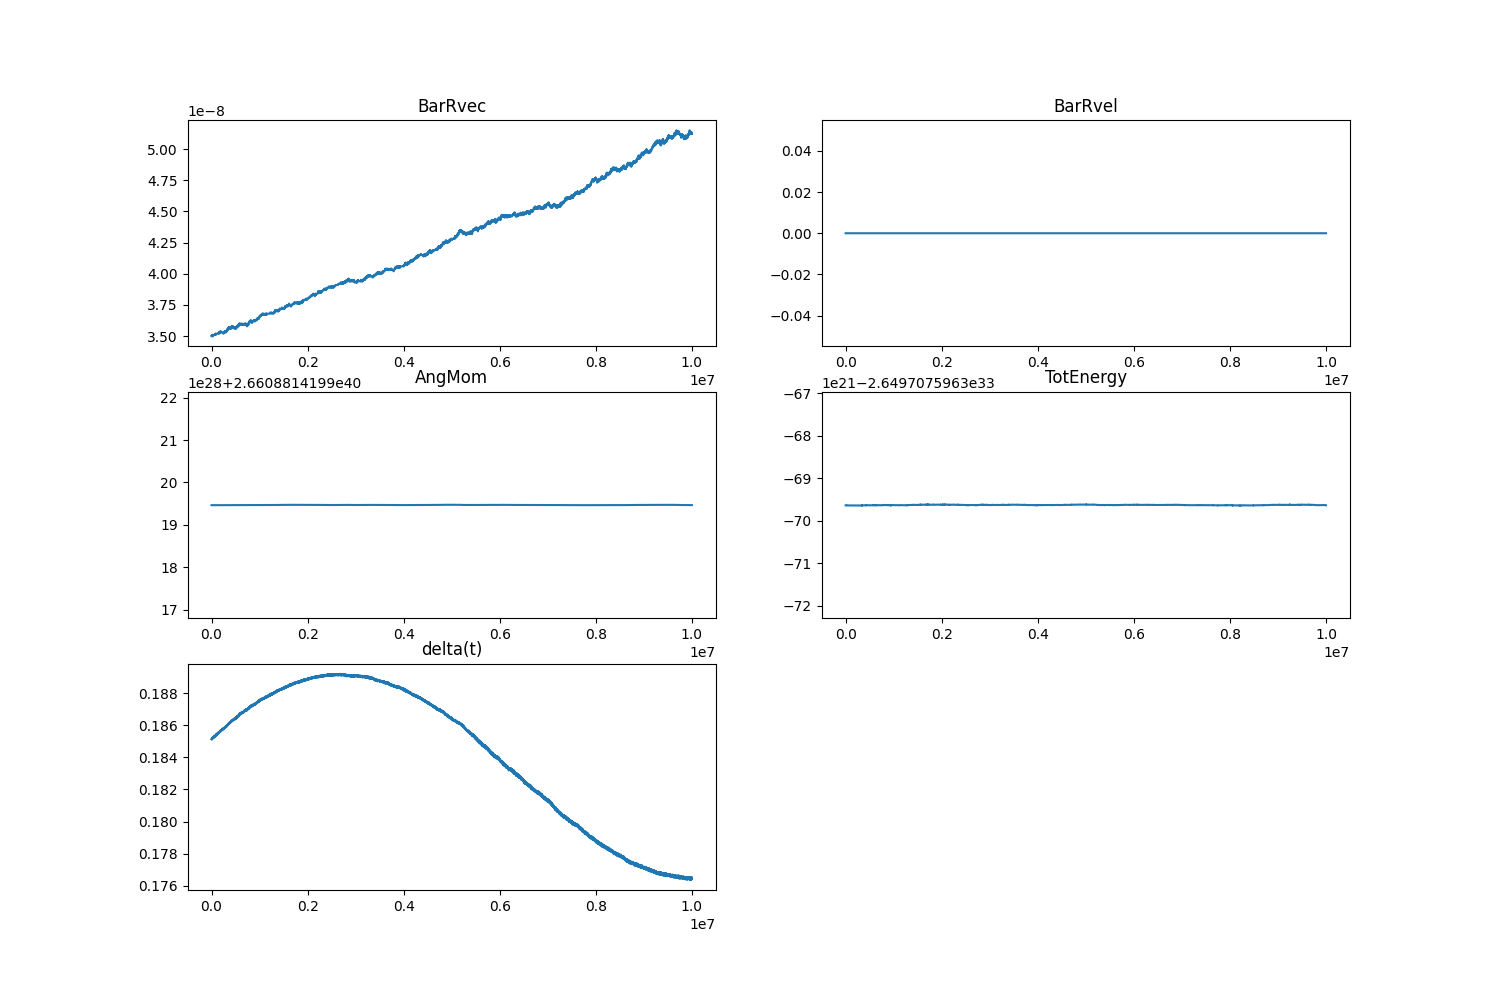 BarRvec
1e−8
5.00
4.75
4.50
4.25
4.00
3.75
3.50
0.0 0.2 0.4 0.6 0.8 1.0
1e7
BarRvel
0.04
0.02
0.00
−0.02
−0.04
0.0 0.2 0.4 0.6 0.8 1.0
1e7
AngMom
1e28+2.6608814199e40
22
21
20
19
18
17
0.0 0.2 0.4 0.6 0.8 1.0
1e7
TotEnergy
1e21−2.6497075963e33
−67
−68
−69
−70
−71
−72
0.0 0.2 0.4 0.6 0.8 1.0
1e7
delta(t)
0.188
0.186
0.184
0.182
0.180
0.178
0.176
0.0 0.2 0.4 0.6 0.8 1.0
1e7